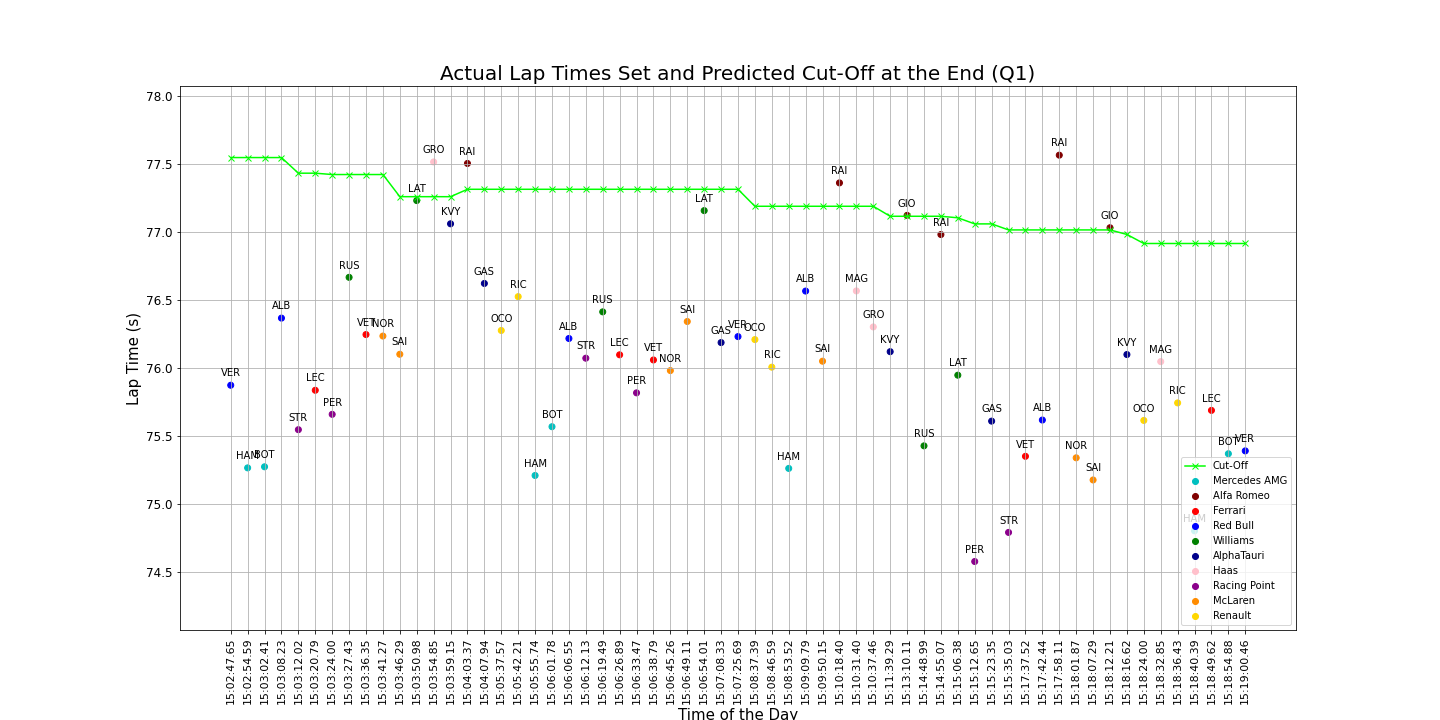 Actual Lap Times Set and Predicted Cut-Off at the End (Q1)
Lap Time (s)
78.0
77.5
77.0
76.5
76.0
75.5
75.0
74.5
VER
HAM
BOT
ALB
STR
LEC
PER
RUS
VET
NOR
SAI
LAT
GRO
KVY
RAI
GAS
OCO
RIC
HAM
BOT
ALB
STR
RUS
LEC
PER
VET
NOR
SAI
LAT
GAS
VER
OCO
RIC
HAM
ALB
SAI
RAI
MAG
GRO
KVY
GIO
RUS
RAI
LAT
PER
GAS
STR
VET
ALB
RAI
NOR
SAI
GIO
KVY
OCO
MAG
RIC
HAM
LEC
BOT
VER
Cut-Off
Mercedes AMG
Alfa Romeo
Ferrari
Red Bull
Williams
AlphaTauri
Haas
Racing Point
McLaren
Renault
15:02:47.65
15:02:54.59
15:03:02.41
15:03:08.23
15:03:12.02
15:03:20.79
15:03:24.00
15:03:27.43
15:03:36.35
15:03:41.27
15:03:46.29
15:03:50.98
15:03:54.85
15:03:59.15
15:04:03.37
15:04:07.94
15:05:37.57
15:05:42.21
15:05:55.74
15:06:01.18
15:06:06.55
15:06:12.13
15:06:19.49
15:06:26.89
15:06:33.47
15:06:38.79
15:06:45.26
15:06:49.11
15:06:54.01
15:07:08.33
15:07:25.69
15:08:37.39
15:08:46.59
15:08:53.52
15:09:09.79
15:09:50.15
15:10:18.40
15:10:31.40
15:10:37.46
15:11:39.29
15:13:10.11
15:14:48.99
15:14:55.07
15:15:06.38
15:15:12.65
15:15:23.35
15:15:35.03
15:17:37.52
15:17:42.44
15:17:58.11
15:18:01.87
15:18:07.29
15:18:12.21
15:18:16.62
15:18:24.00
15:18:32.85
15:18:36.43
15:18:40.39
15:18:49.62
15:18:54.88
15:19:00.46
Time of the Day